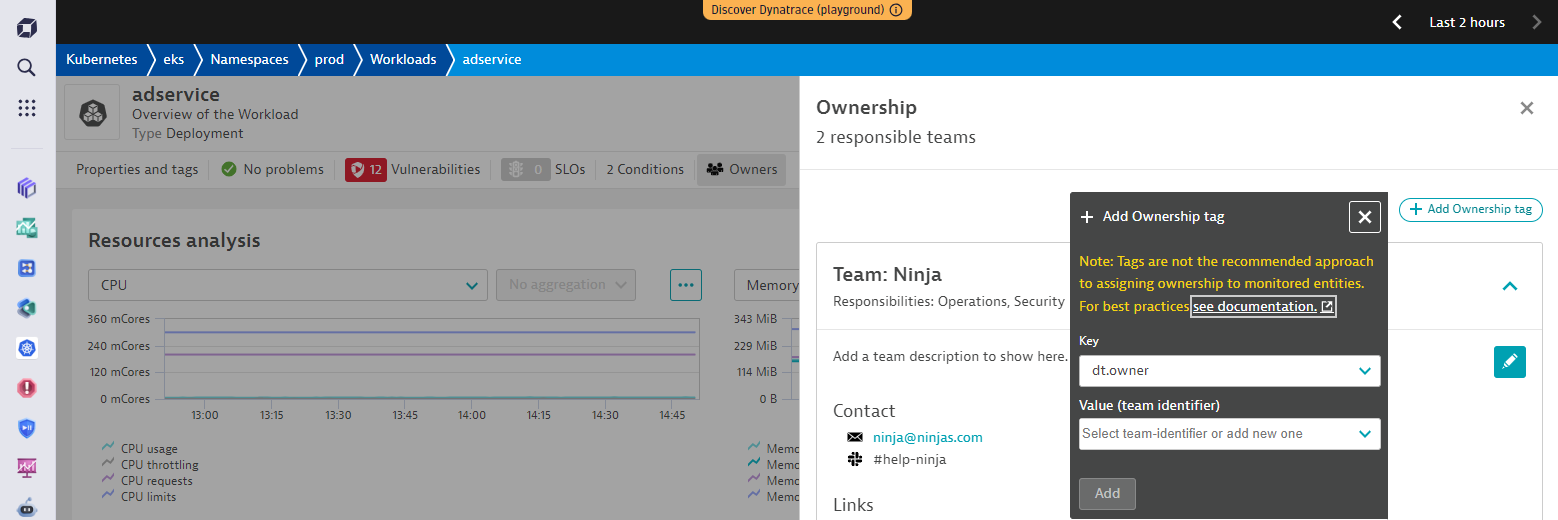 Discover Dynatrace (playground)
Last 2 hours
Kubernetes
eks
Namespaces
prod
Workloads
adservice
adservice
Overview of the Workload
Type Deployment
Properties and tags
No problems
12 Vulnerabilities
0 SLOs
2 Conditions
Owners
Resources analysis
CPU
No aggregation
...
Memory
360 mCores
240 mCores
120 mCores
0 mCores
13:00
13:15
13:30
13:45
14:00
14:15
14:30
14:45
343 MiB
229 MiB
114 MiB
0 B
CPU usage
CPU throttling
CPU requests
CPU limits
Memo
Memo
Memo
Memo
Ownership
2 responsible teams
+ Add Ownership tag
Team: Ninja
Responsibilities: Operations, Security
Add a team description to show here.
Contact
ninja@ninjas.com
#help-ninja
Links
+ Add Ownership tag
Note: Tags are not the recommended approach
to assigning ownership to monitored entities.
For best practices see documentation.
Key
dt.owner
Value (team identifier)
Select team-identifier or add new one
Add